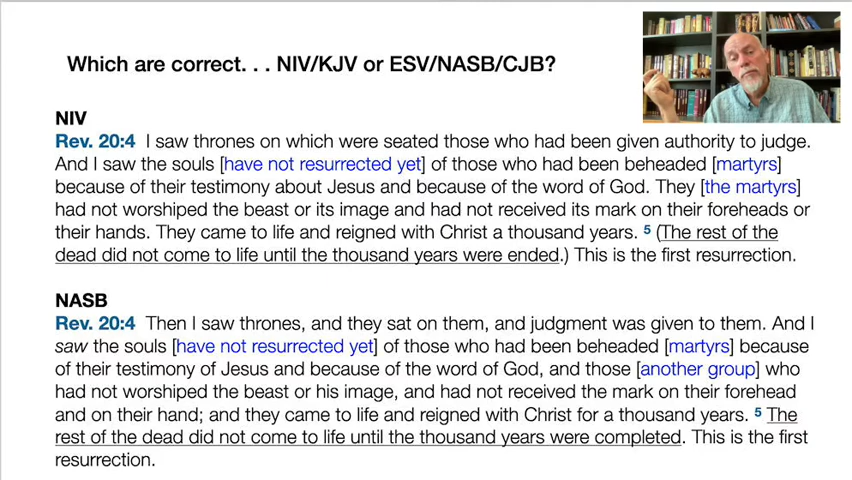 Which are correct. . . NIV/KJV or ESV/NASB/CJB?
NIV
Rev. 20:4 I saw thrones on which were seated those who had been given authority to judge.
And I saw the souls [have not resurrected yet] of those who had been beheaded [martyrs]
because of their testimony about Jesus and because of the word of God. They [the martyrs]
had not worshiped the beast or its image and had not received its mark on their foreheads or
their hands. They came to life and reigned with Christ a thousand years. 5 (The rest of the
dead did not come to life until the thousand years were ended.) This is the first resurrection.
NASB
Rev. 20:4 Then I saw thrones, and they sat on them, and judgment was given to them. And I
saw the souls [have not resurrected yet] of those who had been beheaded [martyrs] because
of their testimony of Jesus and because of the word of God, and those [another group] who
had not worshiped the beast or his image, and had not received the mark on their forehead
and on their hand; and they came to life and reigned with Christ for a thousand years. 5 The
rest of the dead did not come to life until the thousand years were completed. This is the first
resurrection.